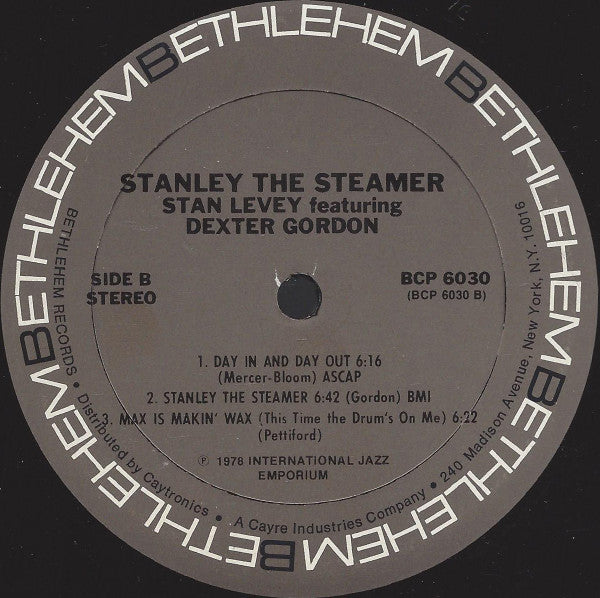 BETHLEHEM BETHLEHEM BETHLEHEM BETHLEHEM BETHLEHEM
STANLEY THE STEAMER
STAN LEVEY featuring
DEXTER GORDON
SIDE B
STEREO
BCP 6030
(BCP 6030 B)
1. DAY IN AND DAY OUT 6:16
(Mercer-Bloom) ASCAP
2. STANLEY THE STEAMER 6:42 (Gordon) BMI
3. MAX IS MAKIN' WAX (This Time the Drum's On Me) 6:22
(Pettiford)
℗ 1978 INTERNATIONAL JAZZ
EMPORIUM
BETHLEHEM RECORDS • Distributed by Caytronics • A Cayre Industries Company • 240 Madison Avenue, New York, N.Y. 10016